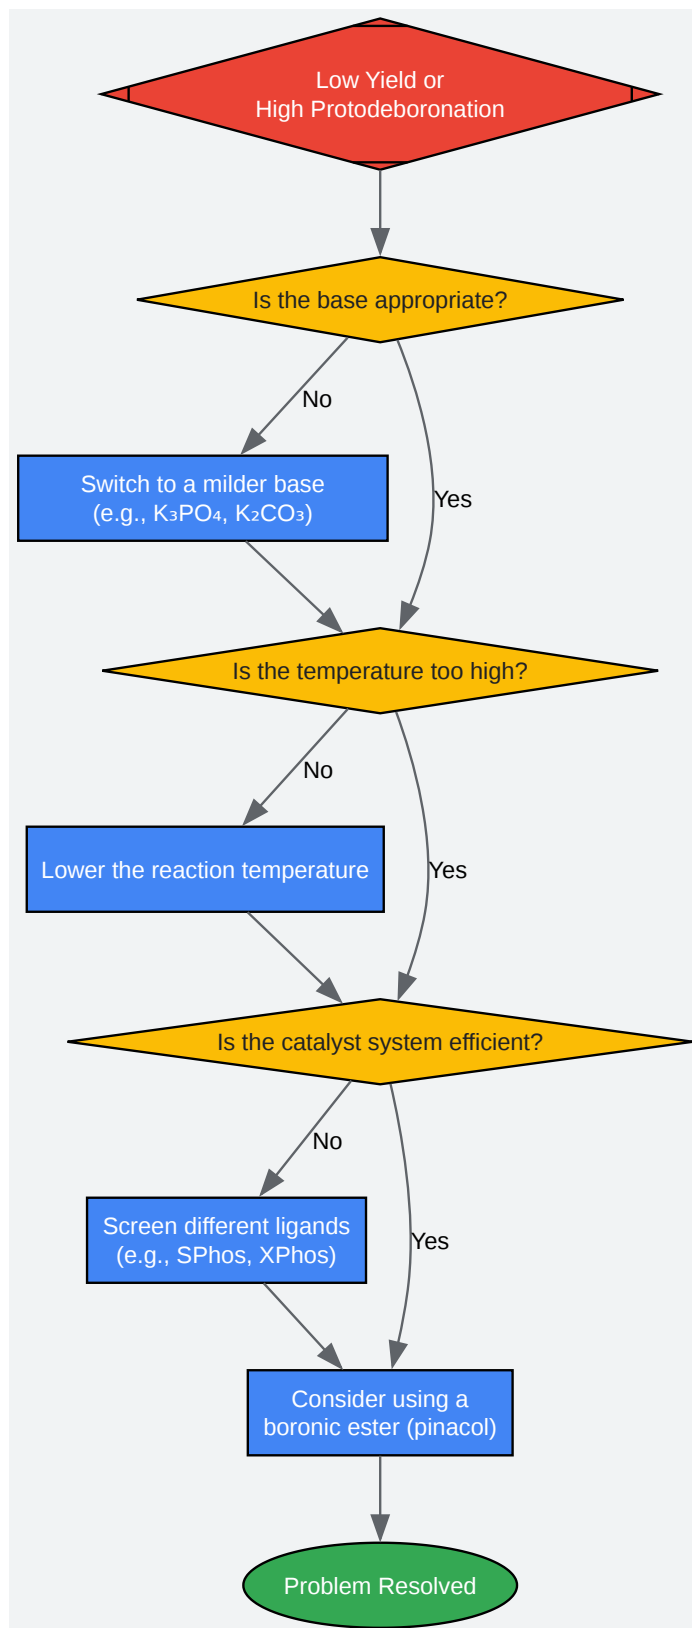 Low Yield or
High Protodeboronation
Is the base appropriate?
No
Switch to a milder base
(e.g., K₃PO₄, K₂CO₃)
Yes
Is the temperature too high?
No
Lower the reaction temperature
Yes
Is the catalyst system efficient?
No
Screen different ligands
(e.g., SPhos, XPhos)
Yes
Consider using a
boronic ester (pinacol)
Problem Resolved